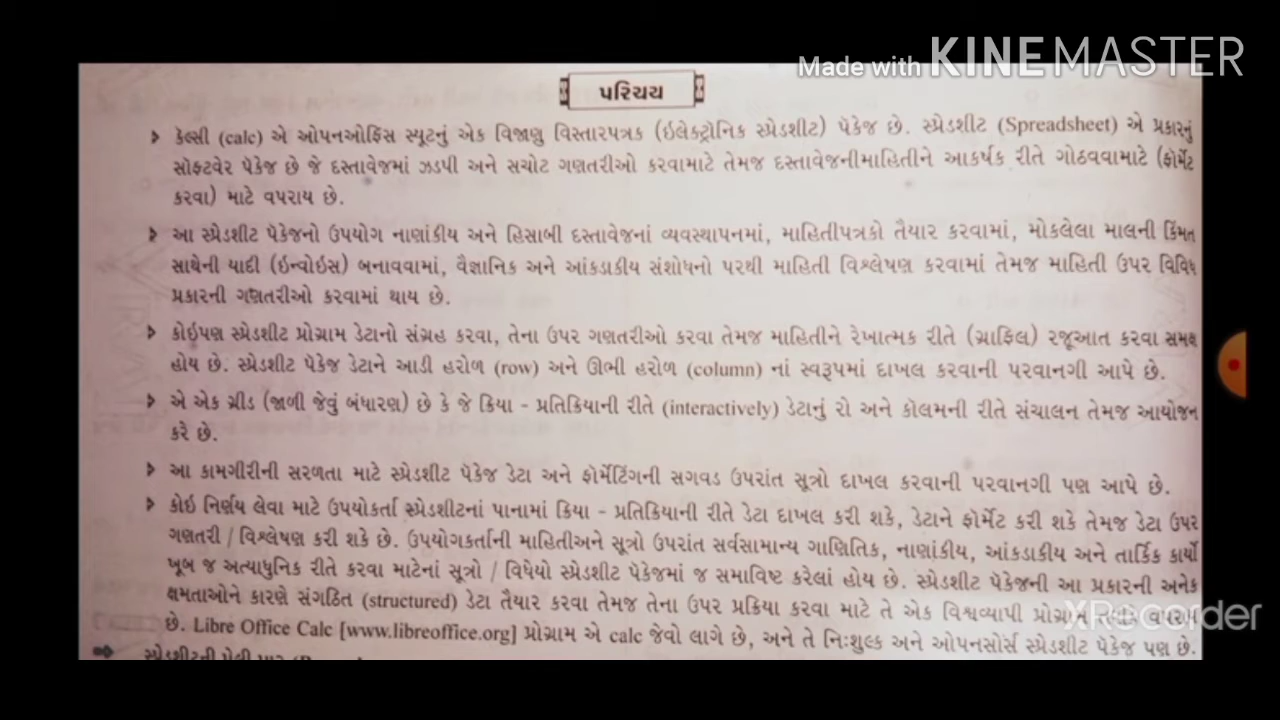 Made with KINEMASTER
પરિચય
કેલ્સી (calc) એ ઓપનઓફિસ સ્યૂટનું એક વિજાણુ વિસ્તારપત્રક (ઇલેક્ટ્રૉનિક સ્પ્રેડશીટ) પૅકેજ છે. સ્પ્રેડશીટ (Spreadsheet) એ પ્રકારનું
સૉફ્ટવેર પૅકેજ છે જે દસ્તાવેજમાં ઝડપી અને સચોટ ગણતરીઓ કરવામાટે તેમજ દસ્તાવેજનીમાહિતીને આકર્ષક રીતે ગોઠવવામાટે (ફૉર્મેટ
કરવા) માટે વપરાય છે.
આ સ્પ્રેડશીટ પૅકેજનો ઉપયોગ નાણાંકીય અને હિસાબી દસ્તાવેજનાં વ્યવસ્થાપનમાં, માહિતીપત્રકો તૈયાર કરવામાં, મોકલેલા માલની કિંમત
સાથેની યાદી (ઇન્વોઇસ) બનાવવામાં, વૈજ્ઞાનિક અને આંકડાકીય સંશોધનો પરથી માહિતી વિશ્લેષણ કરવામાં તેમજ માહિતી ઉપર વિવિધ
પ્રકારની ગણતરીઓ કરવામાં થાય છે.
કોઇપણ સ્પ્રેડશીટ પ્રોગ્રામ ડેટાનો સંગ્રહ કરવા, તેના ઉપર ગણતરીઓ કરવા તેમજ માહિતીને રેખાત્મક રીતે (ગ્રાફિલ) રજૂઆત કરવા સમર્થ
હોય છે. સ્પ્રેડશીટ પૅકેજ ડેટાને આડી હરોળ (row) અને ઊભી હરોળ (column) નાં સ્વરૂપમાં દાખલ કરવાની પરવાનગી આપે છે.
એ એક ગ્રીડ (જાળી જેવું બંધારણ) છે કે જે ક્રિયા - પ્રતિક્રિયાની રીતે (interactively) ડેટાનું રો અને કૉલમની રીતે સંચાલન તેમજ આયોજન
કરે છે.
આ કામગીરીની સરળતા માટે સ્પ્રેડશીટ પૅકેજ ડેટા અને ફૉર્મેટિંગની સગવડ ઉપરાંત સૂત્રો દાખલ કરવાની પરવાનગી પણ આપે છે.
કોઇ નિર્ણય લેવા માટે ઉપયોકર્તા સ્પ્રેડશીટનાં પાનામાં ક્રિયા - પ્રતિક્રિયાની રીતે ડેટા દાખલ કરી શકે, ડેટાને ફૉર્મેટ કરી શકે તેમજ ડેટા ઉપર
ગણતરી / વિશ્લેષણ કરી શકે છે. ઉપયોગકર્તાની માહિતીઅને સૂત્રો ઉપરાંત સર્વસામાન્ય ગાણિતિક, નાણાંકીય, આંકડાકીય અને તાર્કિક કાર્યો
ખૂબ જ અત્યાધુનિક રીતે કરવા માટેનાં સૂત્રો / વિધેયો સ્પ્રેડશીટ પૅકેજમાં જ સમાવિષ્ટ કરેલાં હોય છે. સ્પ્રેડશીટ પૅકેજની આ પ્રકારની અનેક
ક્ષમતાઓને કારણે સંગઠિત (structured) ડેટા તૈયાર કરવા તેમજ તેના ઉપર પ્રક્રિયા કરવા માટે તે એક વિશ્વવ્યાપી પ્રોગ્રામ વપરાય
XRecorder
છે. Libre Office Calc [www.libreoffice.org] પ્રોગ્રામ એ calc જેવો લાગે છે, અને તે નિઃશુલ્ક અને ઓપનસૉર્સ સ્પ્રેડશીટ પૅકેજ પણ છે.